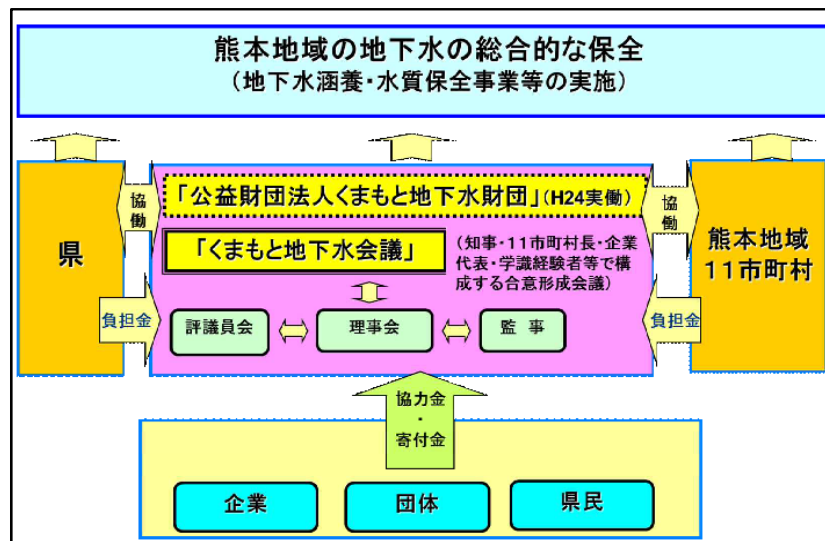 熊本地域の地下水の総合的な保全
（地下水涵養・水質保全事業等の実施）
「公益財団法人くまもと地下水財団」（H24実働）
協働
協働
県
「くまもと地下水会議」
（知事・11市町村長・企業
代表・学識経験者等で構
成する合意形成会議）
熊本地域
11市町村
負担金
評議員会
理事会
監 事
負担金
協力金
・
寄付金
企業
団体
県民